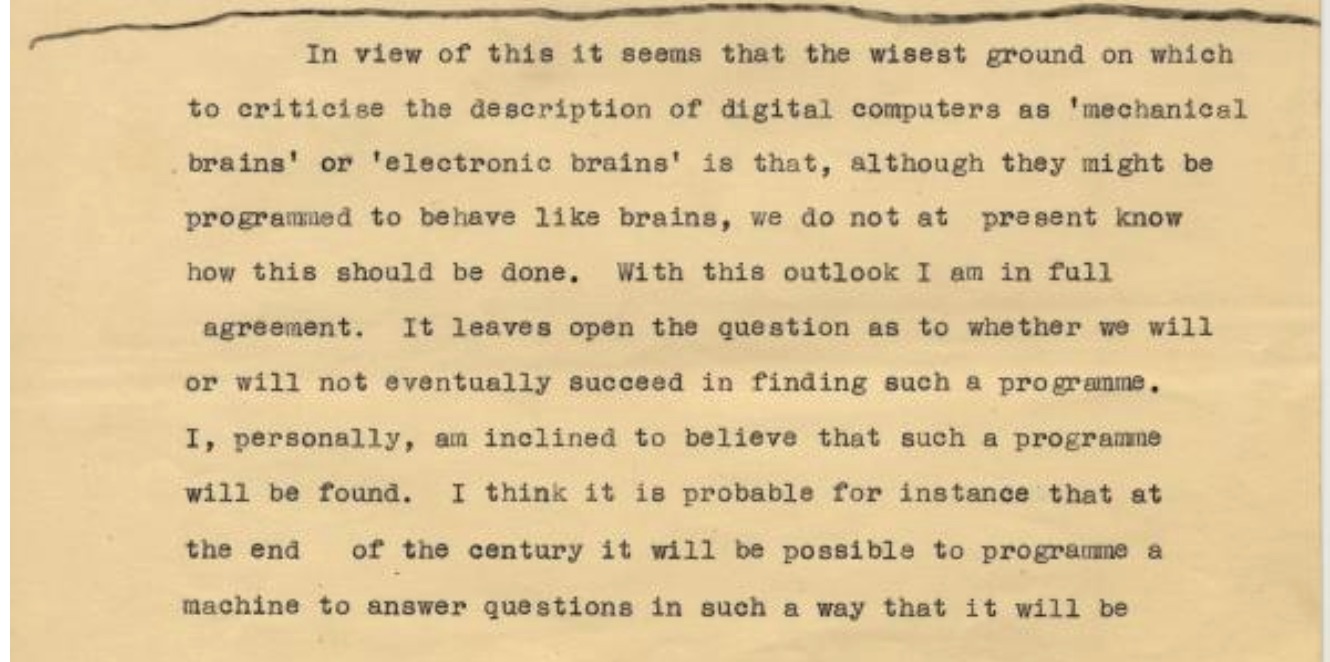 In view of this it seems that the wisest ground on which
to criticise the description of digital computers as 'mechanical
brains' or 'electronic brains' is that, although they might be
programmed to behave like brains, we do not at present know
how this should be done. With this outlook I am in full
agreement. It leaves open the question as to whether we will
or will not eventually succeed in finding such a programme.
I, personally, am inclined to believe that such a programme
will be found. I think it is probable for instance that at
the end of the century it will be possible to programme a
machine to answer questions in such a way that it will be